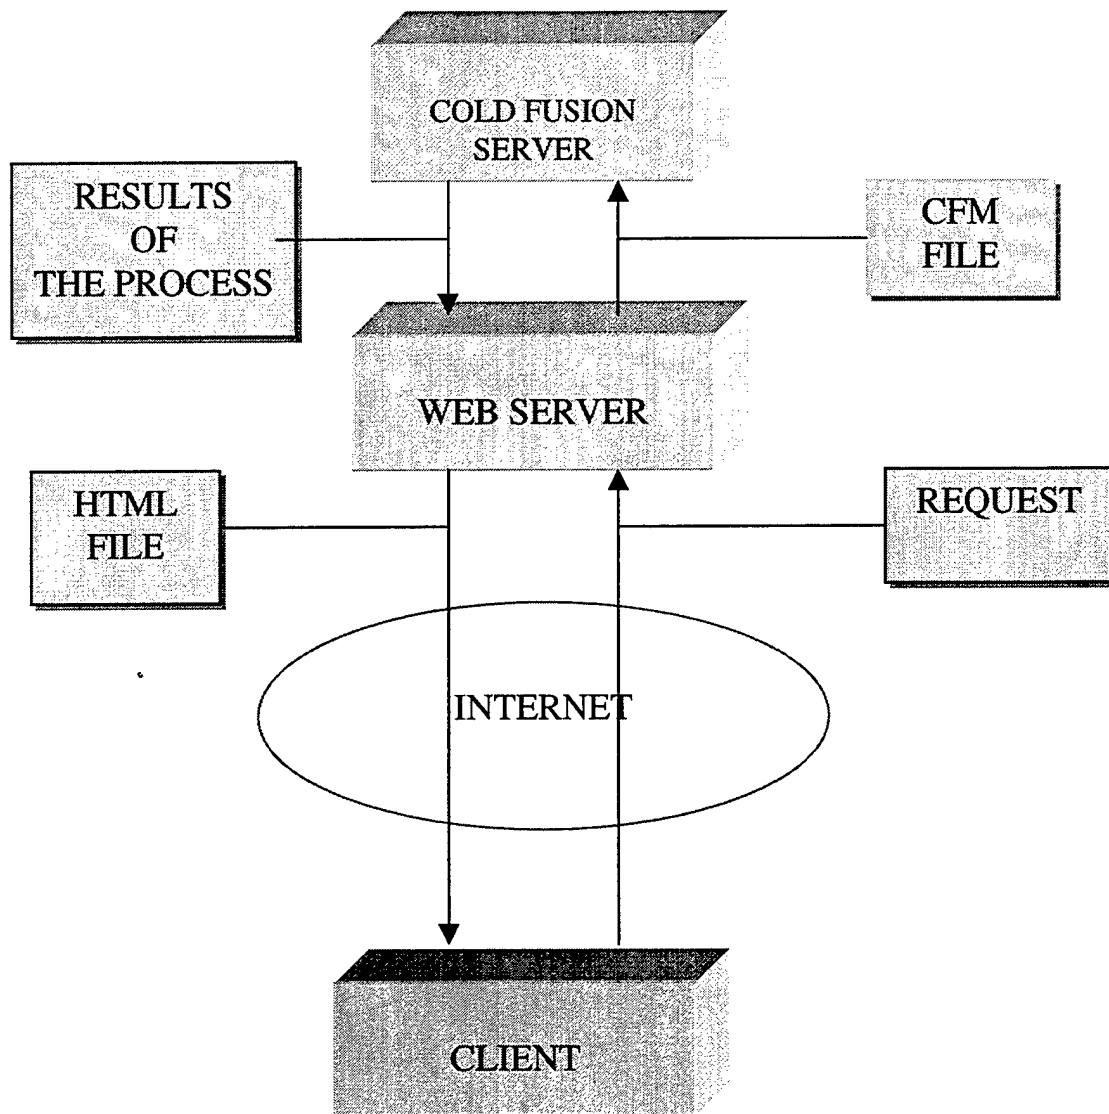 COLD FUSION
SERVER
RESULTS
OF
THE PROCESS
CFM
FILE
WEB SERVER
HTML
FILE
REQUEST
INTERNET
CLIENT